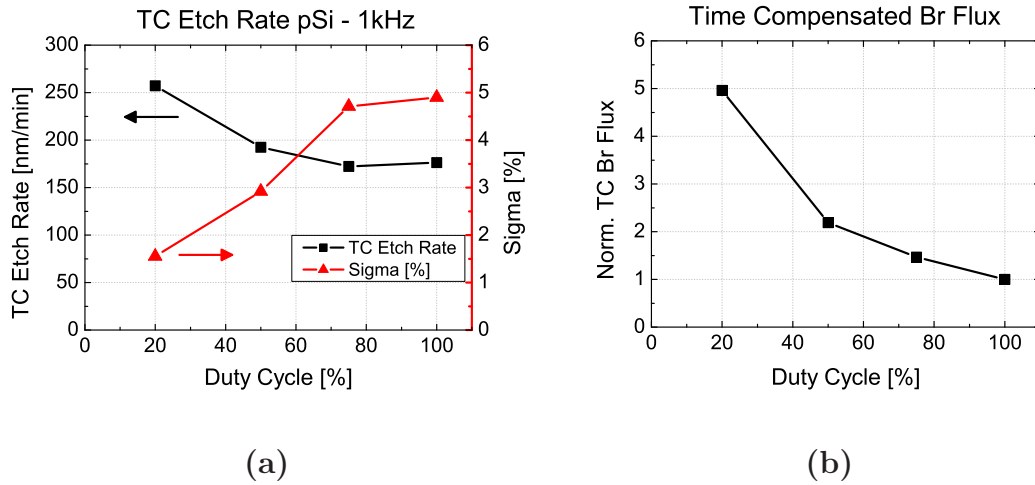 TC Etch Rate pSi - 1kHz
300
250
200
150
100
50
0
TC Etch Rate [nm/min]
6
5
4
3
2
1
0
Sigma [%]
TC Etch Rate
Sigma [%]
0 20 40 60 80 100
Duty Cycle [%]
(a)
Time Compensated Br Flux
6
5
4
3
2
1
0
Norm. TC Br Flux
0 20 40 60 80 100
Duty Cycle [%]
(b)